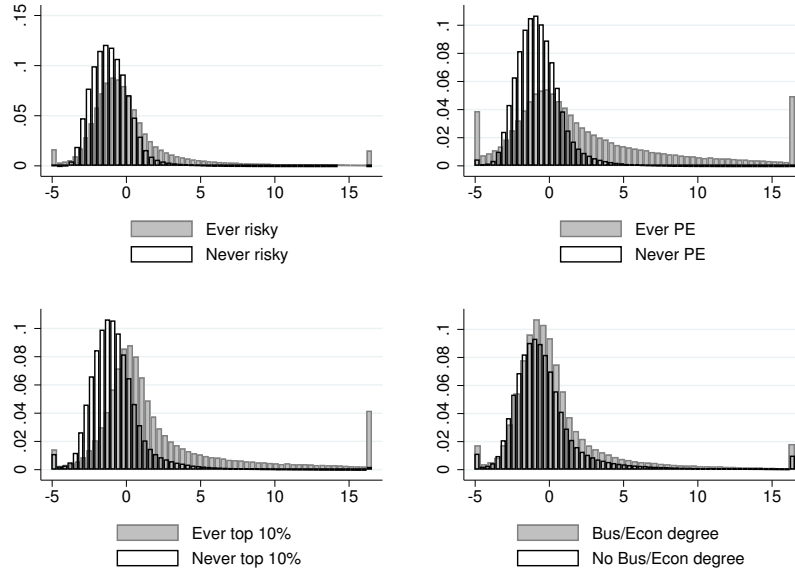 .15
.1
.05
0
-5 0 5 10 15
Ever risky
Never risky
.1
.08
.06
.04
.02
0
-5 0 5 10 15
Ever PE
Never PE
.1
.08
.06
.04
.02
0
-5 0 5 10 15
Ever top 10%
Never top 10%
.1
.08
.06
.04
.02
0
-5 0 5 10 15
Bus/Econ degree
No Bus/Econ degree